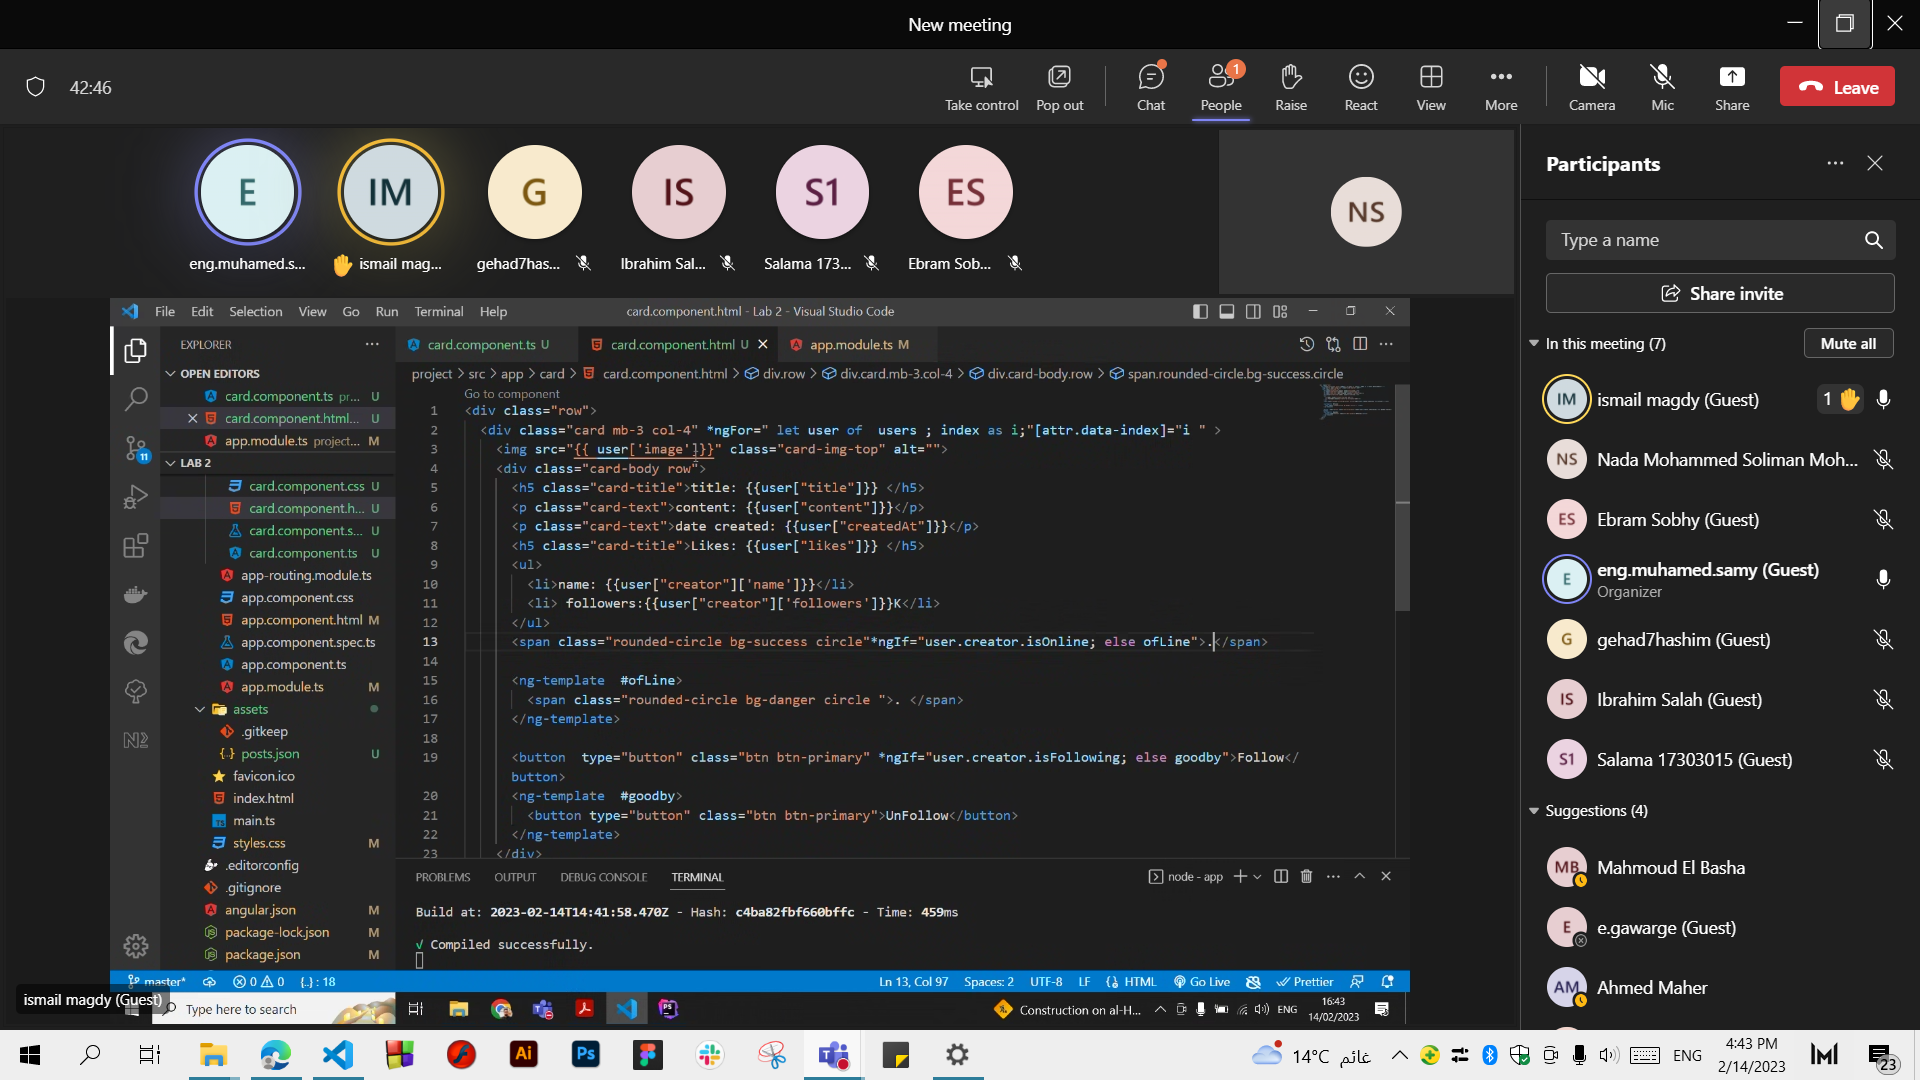 New meeting
42:46
Take control
Pop out
Chat
1
People
Raise
React
View
More
Camera
Mic
Share
Leave
E
IM
G
IS
S1
ES
NS
eng.muhamed.s...
ismail mag...
gehad7has...
Ibrahim Sal...
Salama 173...
Ebram Sob...
File Edit Selection View Go Run Terminal Help
card.component.html - Lab 2 - Visual Studio Code
EXPLORER
OPEN EDITORS
card.component.ts pr... U
card.component.html... U
app.module.ts project... M
LAB 2
card.component.css U
card.component.h... U
card.component.s... U
card.component.ts U
app-routing.module.ts
app.component.css
app.component.html M
app.component.spec.ts
app.component.ts
app.module.ts M
assets
.gitkeep
posts.json U
favicon.ico
index.html
main.ts
styles.css M
.editorconfig
.gitignore
angular.json M
package-lock.json M
package.json M
11
card.component.ts U
card.component.html U
app.module.ts M
project > src > app > card > card.component.html > div.row > div.card.mb-3.col-4 > div.card-body.row > span.rounded-circle.bg-success.circle
Go to component
1 <div class="row">
2 <div class="card mb-3 col-4" *ngFor=" let user of  users ; index as i;"[attr.data-index]="i " >
3 <img src="{{ user['image']}}" class="card-img-top" alt="">
4 <div class="card-body row">
5 <h5 class="card-title">title: {{user["title"]}} </h5>
6 <p class="card-text">content: {{user["content"]}}</p>
7 <p class="card-text">date created: {{user["createdAt"]}}</p>
8 <h5 class="card-title">Likes: {{user["likes"]}} </h5>
9 <ul>
10 <li>name: {{user["creator"]['name']}}</li>
11 <li> followers:{{user["creator"]['followers']}}K</li>
12 </ul>
13 <span class="rounded-circle bg-success circle"*ngIf="user.creator.isOnline; else ofLine">.</span>
14
15 <ng-template  #ofLine>
16 <span class="rounded-circle bg-danger circle ">. </span>
17 </ng-template>
18
19 <button  type="button" class="btn btn-primary" *ngIf="user.creator.isFollowing; else goodby">Follow</
button>
20 <ng-template  #goodby>
21 <button type="button" class="btn btn-primary">UnFollow</button>
22 </ng-template>
23 </div>
PROBLEMS OUTPUT DEBUG CONSOLE TERMINAL
node - app
Build at: 2023-02-14T14:41:58.470Z - Hash: c4ba82fbf660bffc - Time: 459ms
√ Compiled successfully.
master* 0 0 {..} : 18
Ln 13, Col 97 Spaces: 2 UTF-8 LF HTML Go Live Prettier
ismail magdy (Guest)
Type here to search
Construction on al-H...
ENG
16:43
14/02/2023
Participants
Type a name
Share invite
In this meeting (7)
Mute all
IM
ismail magdy (Guest)
1
NS
Nada Mohammed Soliman Moh...
ES
Ebram Sobhy (Guest)
E
eng.muhamed.samy (Guest)
Organizer
G
gehad7hashim (Guest)
IS
Ibrahim Salah (Guest)
S1
Salama 17303015 (Guest)
Suggestions (4)
MB
Mahmoud El Basha
E
e.gawarge (Guest)
AM
Ahmed Maher
Ai
Ps
14°C غائم
ENG
4:43 PM
2/14/2023
23